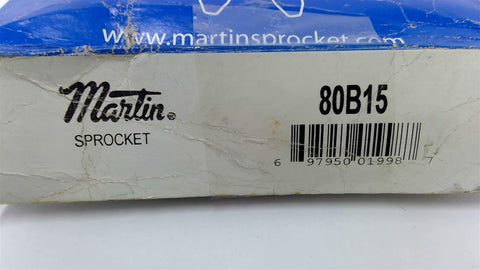 www.martinsprocket.com
Martin®
SPROCKET
80B15
6 97950 01998 7